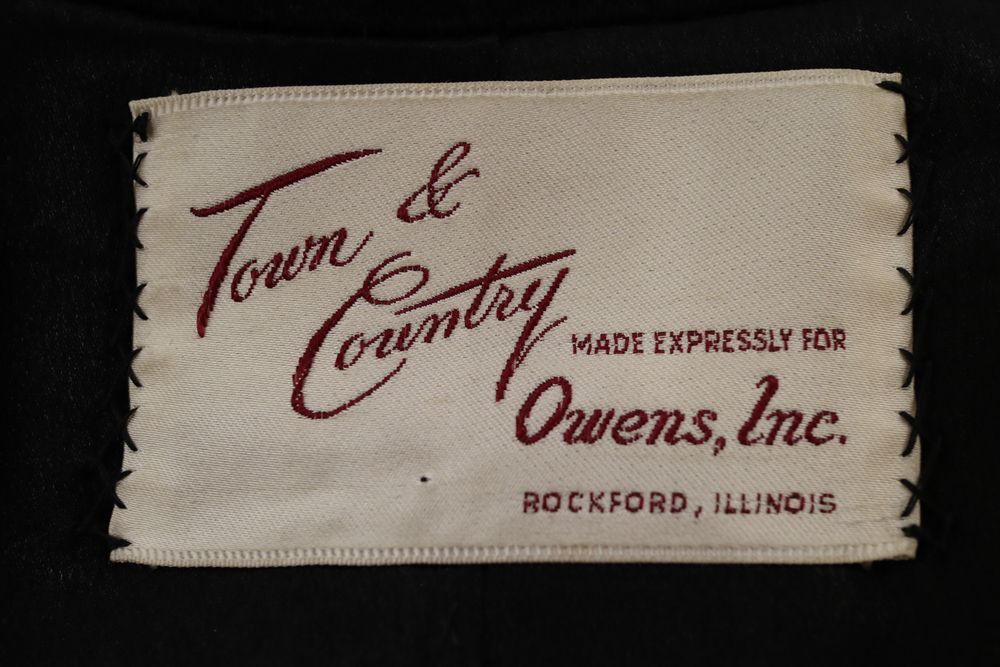 Town &
Country
MADE EXPRESSLY FOR
Owens, Inc.
ROCKFORD, ILLINOIS